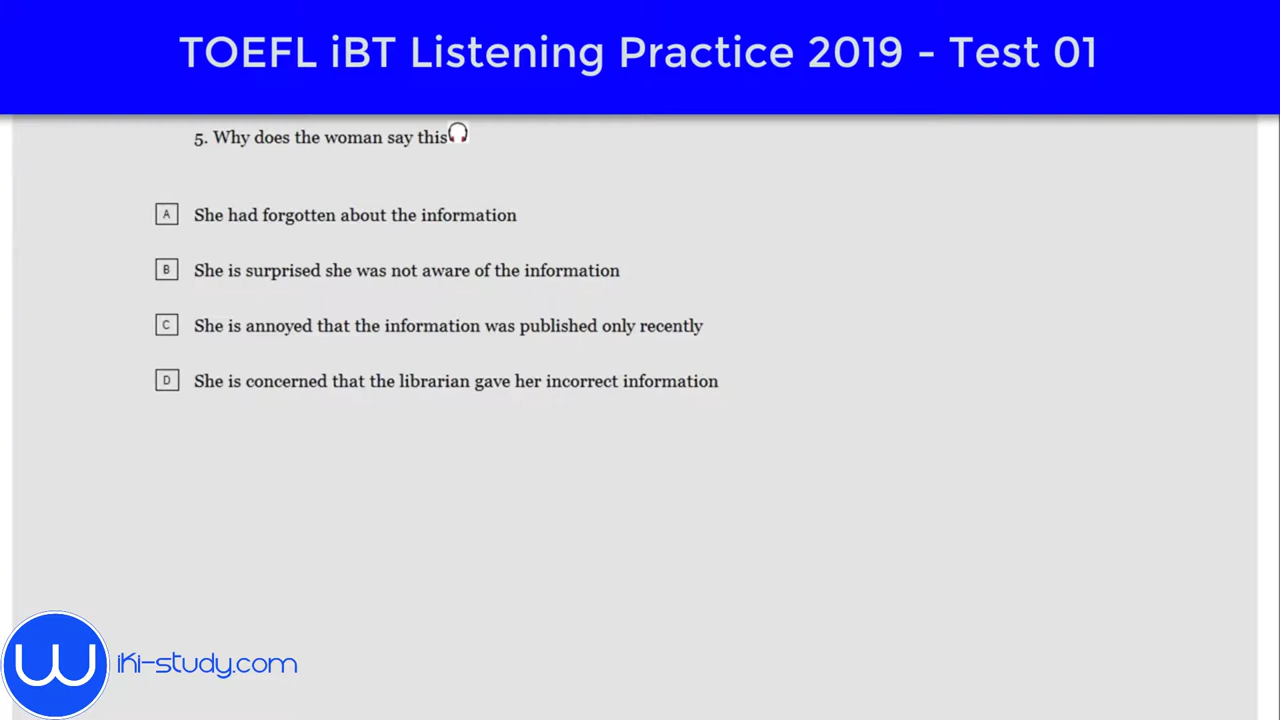 TOEFL iBT Listening Practice 2019 - Test 01
5. Why does the woman say this
A She had forgotten about the information
B She is surprised she was not aware of the information
C She is annoyed that the information was published only recently
D She is concerned that the librarian gave her incorrect information
Wiki-study.com